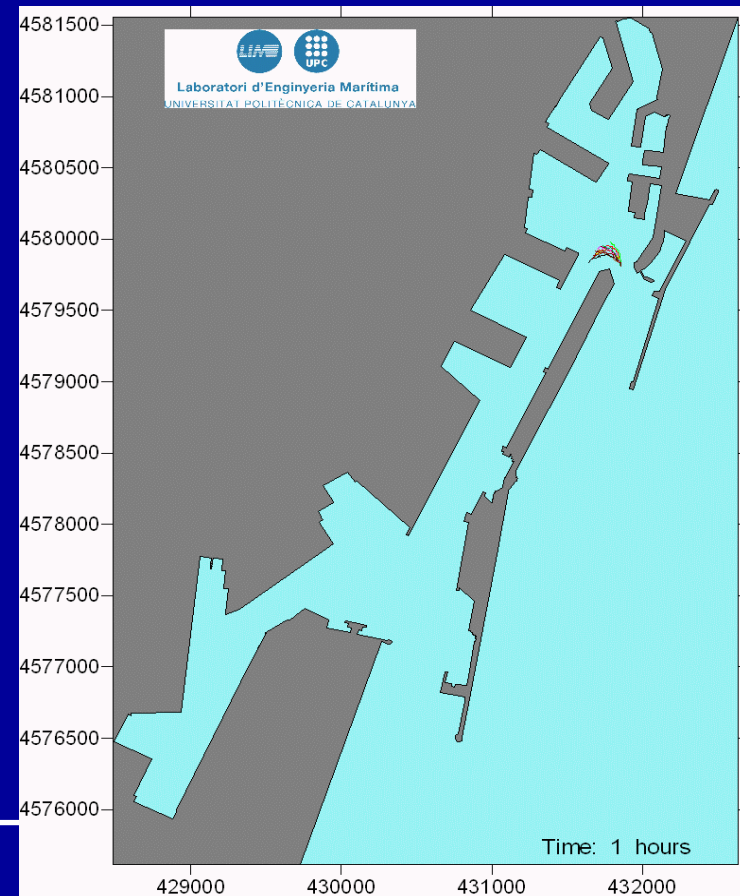 4581500
LIM UPC
Laboratori d'Enginyeria Marítima
UNIVERSITAT POLITÈCNICA DE CATALUNYA
4581000
4580500
4580000
4579500
4579000
4578500
4578000
4577500
4577000
4576500
4576000
Time: 1 hours
429000 430000 431000 432000